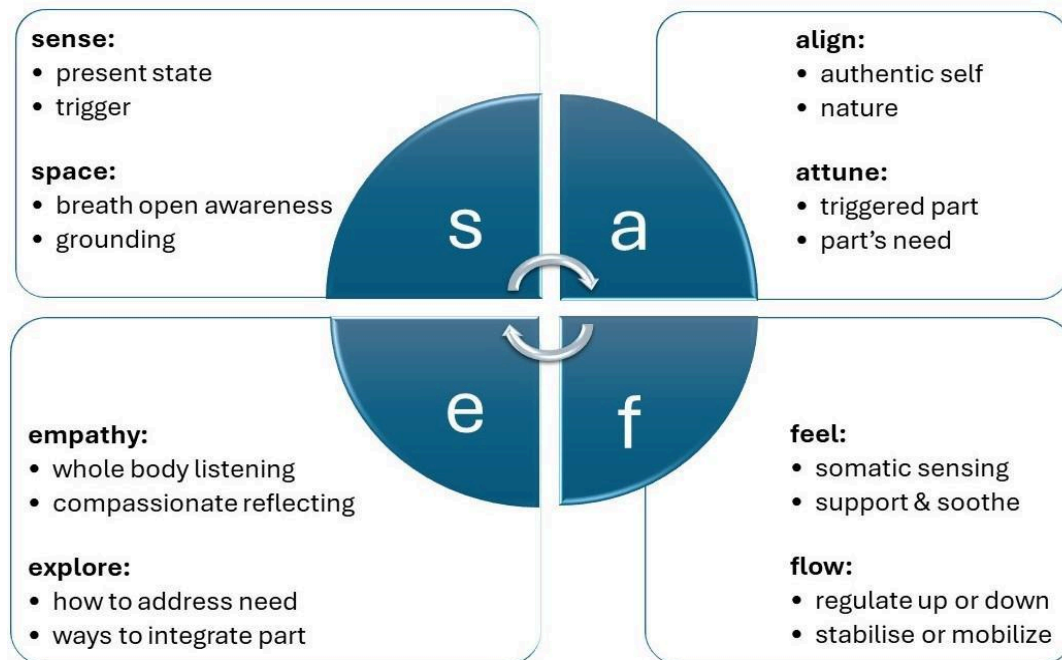 sense:
• present state
• trigger
space:
• breath open awareness
• grounding
s
align:
• authentic self
• nature
attune:
• triggered part
• part's need
a
empathy:
• whole body listening
• compassionate reflecting
explore:
• how to address need
• ways to integrate part
e
feel:
• somatic sensing
• support & soothe
flow:
• regulate up or down
• stabilise or mobilize
f